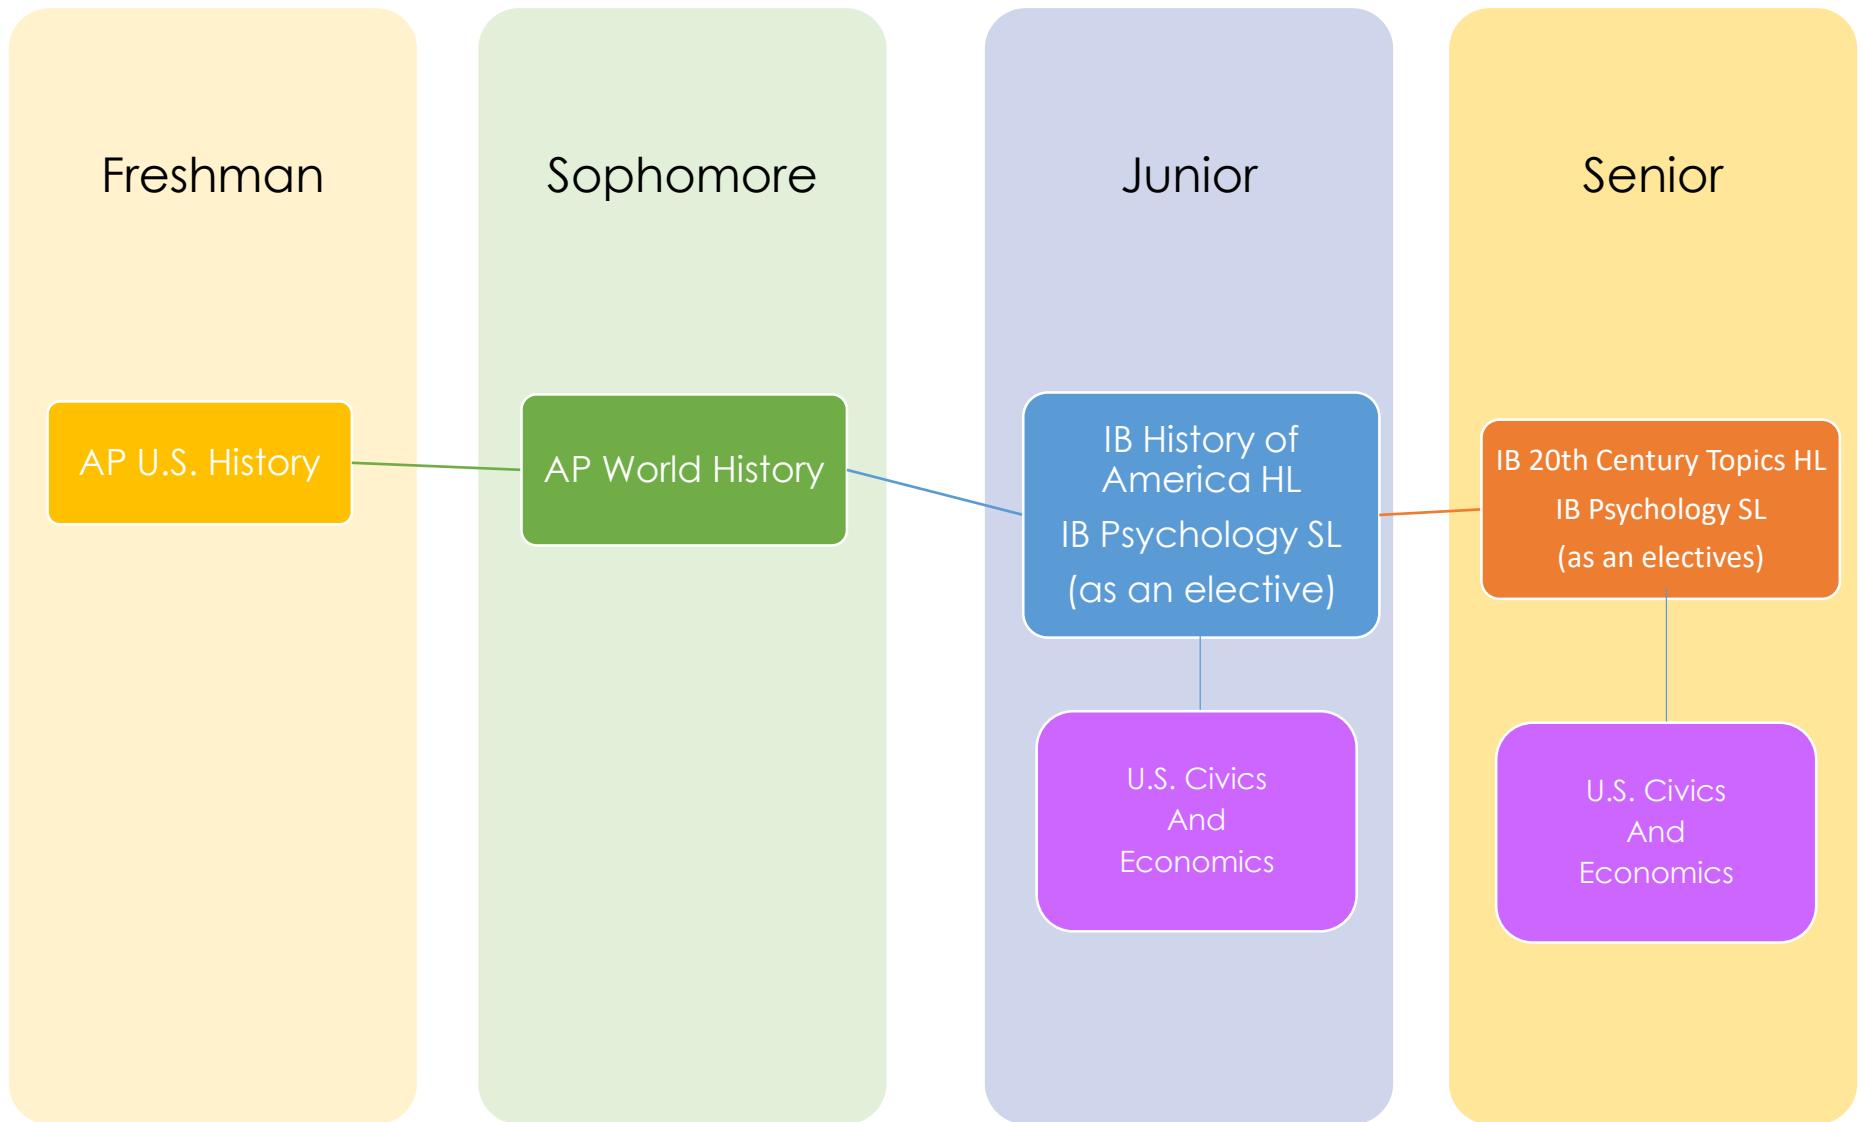 Freshman
AP U.S. History
Sophomore
AP World History
Junior
IB History of
America HL
IB Psychology SL
(as an elective)
U.S. Civics
And
Economics
Senior
IB 20th Century Topics HL
IB Psychology SL
(as an electives)
U.S. Civics
And
Economics